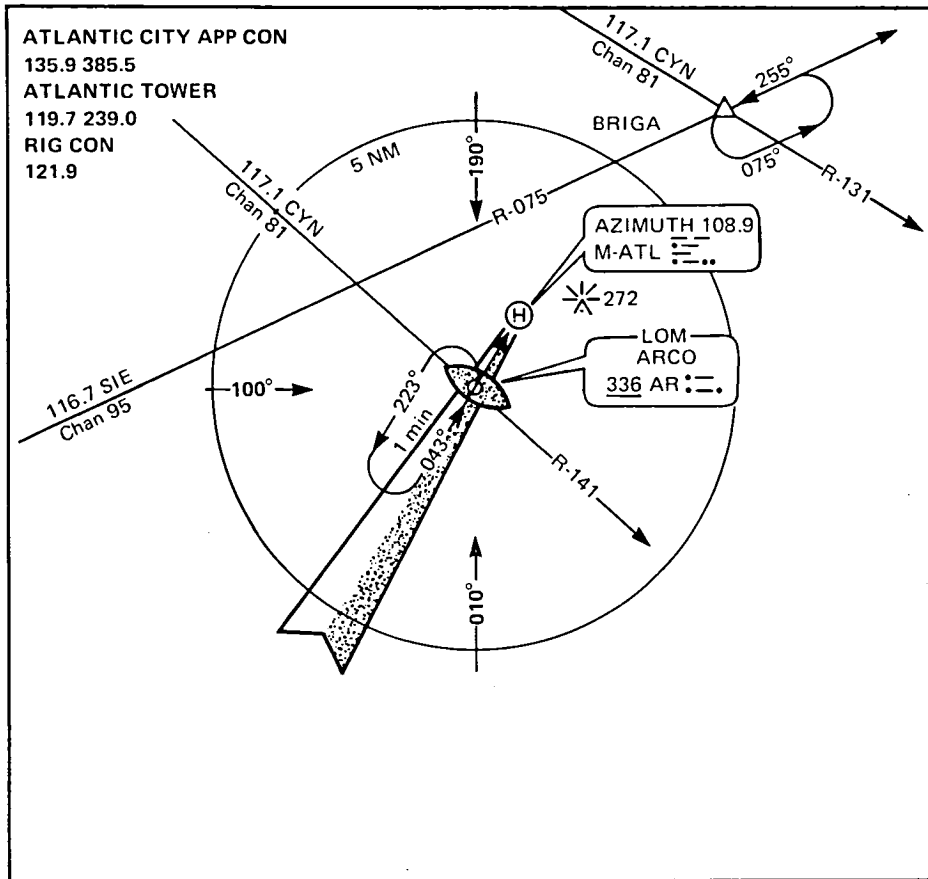 ATLANTIC CITY APP CON
135.9 385.5
ATLANTIC TOWER
119.7 239.0
RIG CON
121.9
117.1 CYN
Chan 81
255°
075°
BRIGA
R-131
5 NM
190°
117.1 CYN
Chan 81
R-075
AZIMUTH 108.9
M-ATL
272
LOM
ARCO
336 AR
116.7 SIE
Chan 95
100°
223°
1 min
043°
R-141
010°